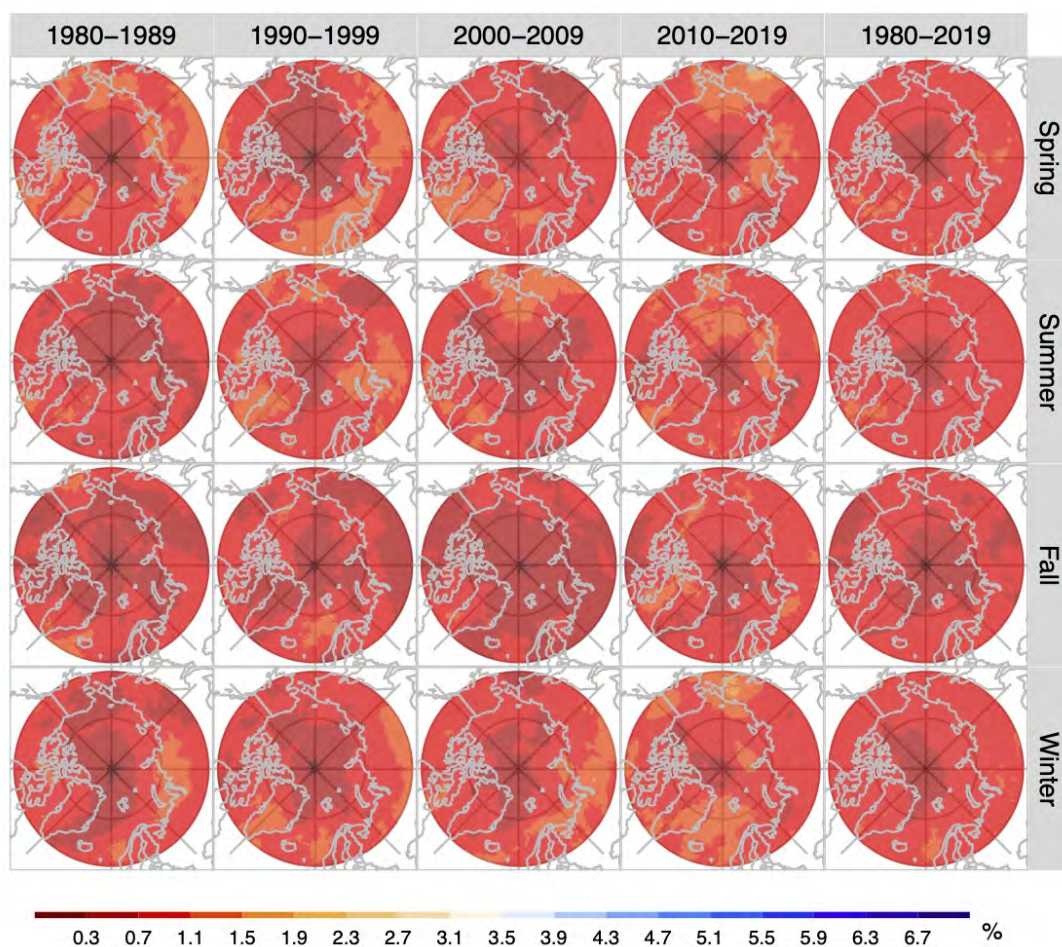 1980–1989 1990–1999 2000–2009 2010–2019 1980–2019
Spring
Summer
Fall
Winter
0.3 0.7 1.1 1.5 1.9 2.3 2.7 3.1 3.5 3.9 4.3 4.7 5.1 5.5 5.9 6.3 6.7 %